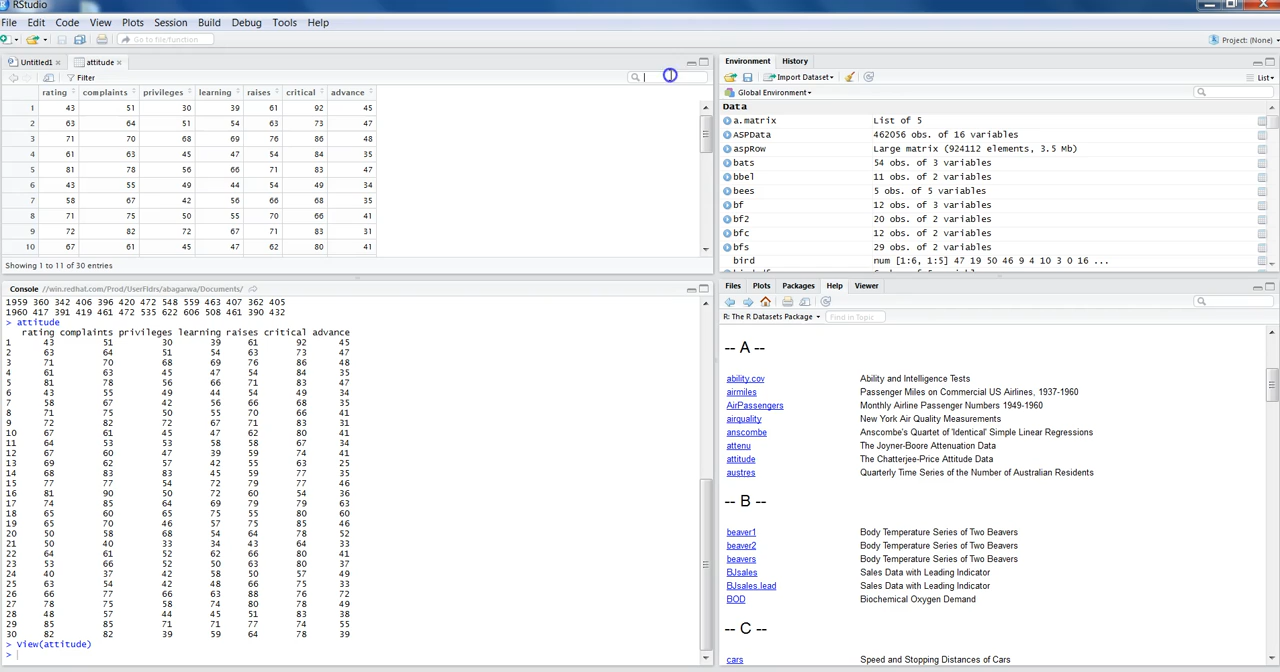 RStudio
File Edit Code View Plots Session Build Debug Tools Help
Go to file/function
Project: (None)
Untitled1 attitude
Filter
rating complaints privileges learning raises critical advance
1 43 51 30 39 61 92 45
2 63 64 51 54 63 73 47
3 71 70 68 69 76 86 48
4 61 63 45 47 54 84 35
5 81 78 56 66 71 83 47
6 43 55 49 44 54 49 34
7 58 67 42 56 66 68 35
8 71 75 50 55 70 66 41
9 72 82 72 67 71 83 31
10 67 61 45 47 62 80 41
Showing 1 to 11 of 30 entries
Console //win.redhat.com/Prod/UserFldrs/abagarwa/Documents/
1959 360 342 406 396 420 472 548 559 463 407 362 405
1960 417 391 419 461 472 535 622 606 508 461 390 432
> attitude
rating complaints privileges learning raises critical advance
1 43 51 30 39 61 92 45
2 63 64 51 54 63 73 47
3 71 70 68 69 76 86 48
4 61 63 45 47 54 84 35
5 81 78 56 66 71 83 47
6 43 55 49 44 54 49 34
7 58 67 42 56 66 68 35
8 71 75 50 55 70 66 41
9 72 82 72 67 71 83 31
10 67 61 45 47 62 80 41
11 64 53 53 58 58 67 34
12 67 60 47 39 59 74 41
13 69 62 57 42 55 63 25
14 68 83 83 45 59 77 35
15 77 77 54 72 79 77 46
16 81 90 50 72 60 54 36
17 74 85 64 69 79 79 63
18 65 60 65 75 55 80 60
19 65 70 46 57 75 85 46
20 50 58 68 54 64 78 52
21 50 40 33 34 43 64 33
22 64 61 52 62 66 80 41
23 53 66 52 50 63 80 37
24 40 37 42 58 50 57 49
25 63 54 42 48 66 75 33
26 66 77 66 63 88 76 72
27 78 75 58 74 80 78 49
28 48 57 44 45 51 83 38
29 85 85 71 71 77 74 55
30 82 82 39 59 64 78 39
> View(attitude)
>
Environment History
Import Dataset List
Global Environment
Data
a.matrix List of 5
ASPData 462056 obs. of 16 variables
aspRow Large matrix (924112 elements, 3.5 Mb)
bats 54 obs. of 3 variables
bbel 11 obs. of 2 variables
bees 5 obs. of 5 variables
bf 12 obs. of 3 variables
bf2 20 obs. of 2 variables
bfc 12 obs. of 2 variables
bfs 29 obs. of 2 variables
bird num [1:6, 1:5] 47 19 50 46 9 4 10 3 0 16 ...
Files Plots Packages Help Viewer
R: The R Datasets Package Find in Topic
-- A --
ability.cov Ability and Intelligence Tests
airmiles Passenger Miles on Commercial US Airlines, 1937-1960
AirPassengers Monthly Airline Passenger Numbers 1949-1960
airquality New York Air Quality Measurements
anscombe Anscombe's Quartet of 'Identical' Simple Linear Regressions
attenu The Joyner-Boore Attenuation Data
attitude The Chatterjee-Price Attitude Data
austres Quarterly Time Series of the Number of Australian Residents
-- B --
beaver1 Body Temperature Series of Two Beavers
beaver2 Body Temperature Series of Two Beavers
beavers Body Temperature Series of Two Beavers
BJsales Sales Data with Leading Indicator
BJsales.lead Sales Data with Leading Indicator
BOD Biochemical Oxygen Demand
-- C --
cars Speed and Stopping Distances of Cars